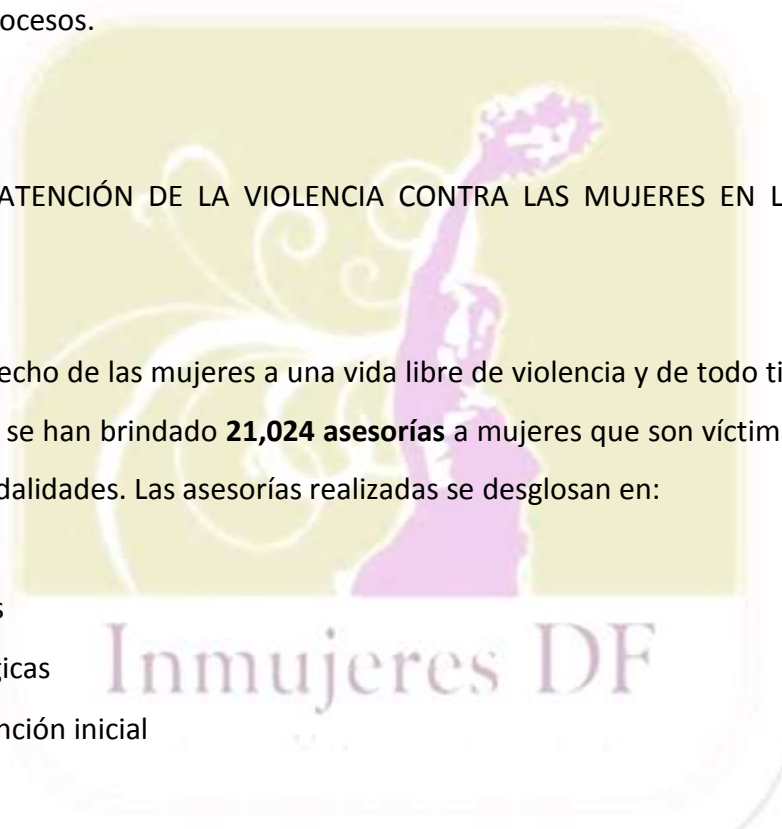 ocesos.
ATENCIÓN DE LA VIOLENCIA CONTRA LAS MUJERES EN L
echo de las mujeres a una vida libre de violencia y de todo ti
se han brindado 21,024 asesorías a mujeres que son víctim
dalidades. Las asesorías realizadas se desglosan en:
s
gicas
nción inicial
Inmujeres DF